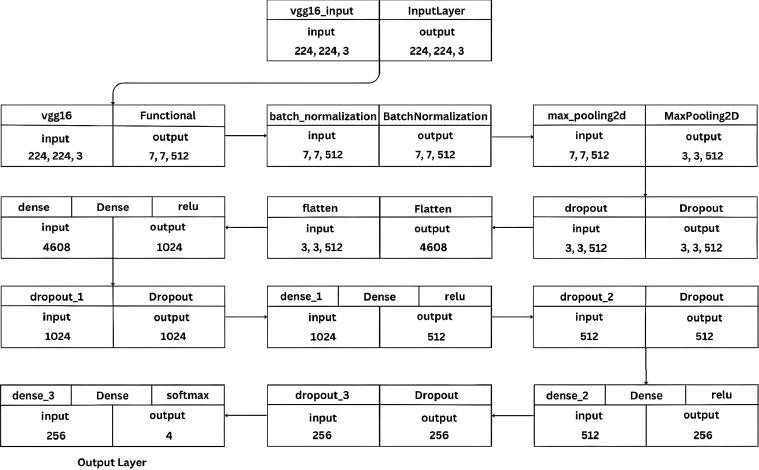 vgg16_input InputLayer
input output
224, 224, 3 224, 224, 3
vgg16 Functional
input output
224, 224, 3 7, 7, 512
batch_normalization BatchNormalization
input output
7, 7, 512 7, 7, 512
max_pooling2d MaxPooling2D
input output
7, 7, 512 3, 3, 512
dropout Dropout
input output
3, 3, 512 3, 3, 512
flatten Flatten
input output
3, 3, 512 4608
dense Dense relu
input output
4608 1024
dropout_1 Dropout
input output
1024 1024
dense_1 Dense relu
input output
1024 512
dropout_2 Dropout
input output
512 512
dense_2 Dense relu
input output
512 256
dropout_3 Dropout
input output
256 256
dense_3 Dense softmax
input output
256 4
Output Layer